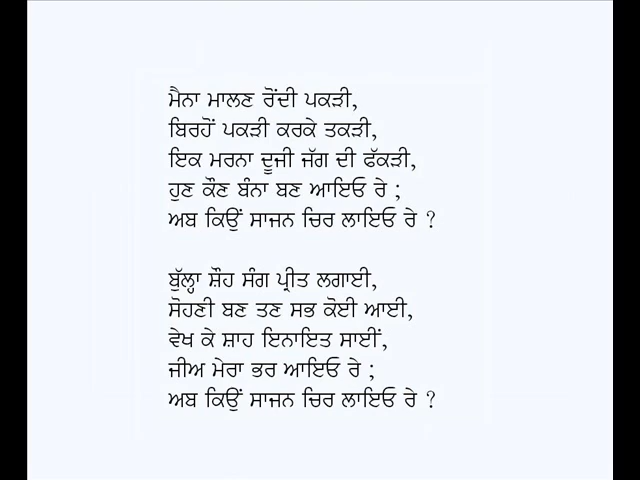 ਮੈਨਾ ਮਾਲਣ ਰੋਂਦੀ ਪਕੜੀ,
ਬਿਰਹੋਂ ਪਕੜੀ ਕਰਕੇ ਤਕੜੀ,
ਇਕ ਮਰਨਾ ਦੂਜੀ ਜੱਗ ਦੀ ਫੱਕੜੀ,
ਹੁਣ ਕੌਣ ਬੰਨਾ ਬਣ ਆਇਓ ਰੇ ;
ਅਬ ਕਿਉਂ ਸਾਜਨ ਚਿਰ ਲਾਇਓ ਰੇ ?
ਬੁੱਲ੍ਹਾ ਸ਼ੌਹ ਸੰਗ ਪ੍ਰੀਤ ਲਗਾਈ,
ਸੋਹਣੀ ਬਣ ਤਣ ਸਭ ਕੋਈ ਆਈ,
ਵੇਖ ਕੇ ਸ਼ਾਹ ਇਨਾਇਤ ਸਾਈਂ,
ਜੀਅ ਮੇਰਾ ਭਰ ਆਇਓ ਰੇ ;
ਅਬ ਕਿਉਂ ਸਾਜਨ ਚਿਰ ਲਾਇਓ ਰੇ ?